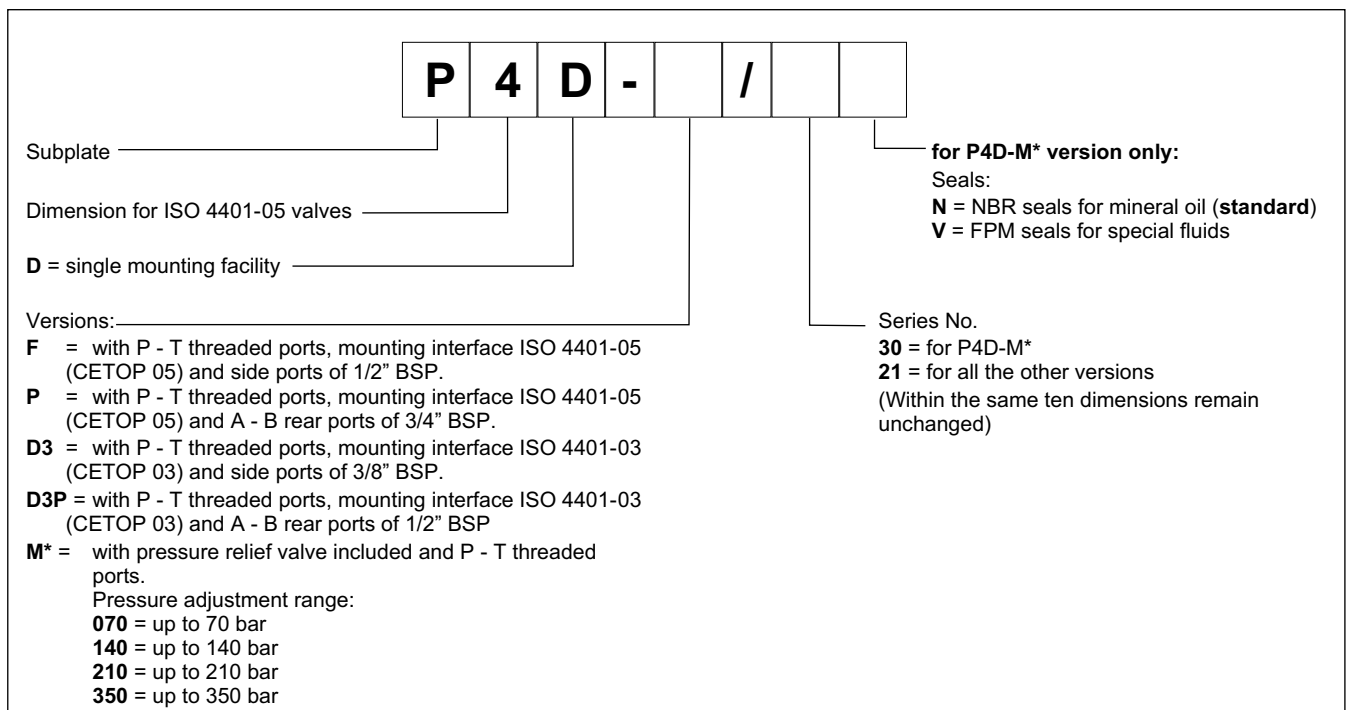 P 4 D - /
Subplate
Dimension for ISO 4401-05 valves
D = single mounting facility
Versions:
F = with P - T threaded ports, mounting interface ISO 4401-05
(CETOP 05) and side ports of 1/2” BSP.
P = with P - T threaded ports, mounting interface ISO 4401-05
(CETOP 05) and A - B rear ports of 3/4” BSP.
D3 = with P - T threaded ports, mounting interface ISO 4401-03
(CETOP 03) and side ports of 3/8” BSP.
D3P = with P - T threaded ports, mounting interface ISO 4401-03
(CETOP 03) and A - B rear ports of 1/2” BSP
M* = with pressure relief valve included and P - T threaded
ports.
Pressure adjustment range:
070 = up to 70 bar
140 = up to 140 bar
210 = up to 210 bar
350 = up to 350 bar
for P4D-M* version only:
Seals:
N = NBR seals for mineral oil (standard)
V = FPM seals for special fluids
Series No.
30 = for P4D-M*
21 = for all the other versions
(Within the same ten dimensions remain
unchanged)